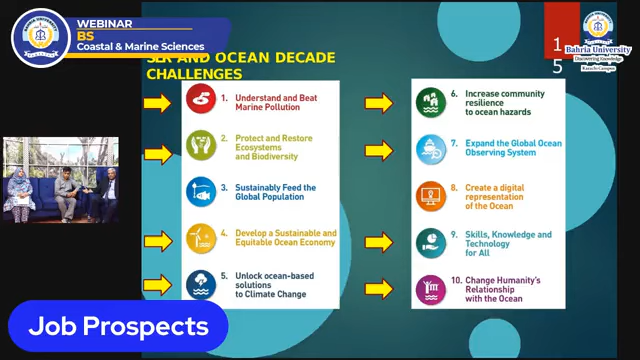 WEBINAR
BS
Coastal & Marine Sciences
SLR AND OCEAN DECADE
CHALLENGES
1
5
Bahria University
Discovering Knowledge
Karachi Campus
1. Understand and Beat
Marine Pollution
2. Protect and Restore
Ecosystems
and Biodiversity
3. Sustainably Feed the
Global Population
4. Develop a Sustainable and
Equitable Ocean Economy
5. Unlock ocean-based
solutions
to Climate Change
6. Increase community
resilience
to ocean hazards
7. Expand the Global Ocean
Observing System
8. Create a digital
representation
of the Ocean
9. Skills, Knowledge and
Technology
for All
10. Change Humanity's
Relationship
with the Ocean
Job Prospects